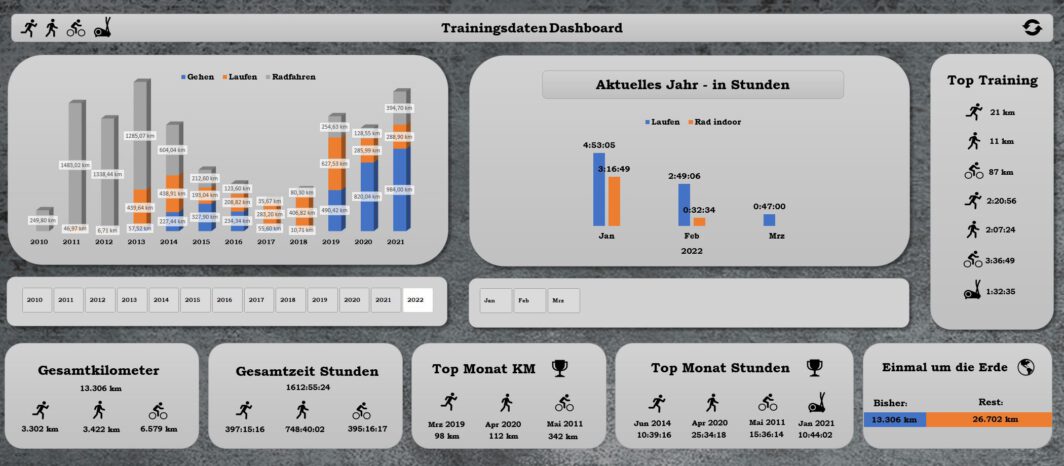 Trainingsdaten Dashboard
Gehen Laufen Radfahren
249,80 km
1483,02 km
46,97 km
1338,44 km
6,71 km
1285,07 km
459,64 km
57,52 km
604,04 km
438,91 km
227,44 km
212,60 km
193,04 km
327,90 km
123,60 km
208,82 km
234,34 km
35,67 km
283,20 km
55,60 km
80,30 km
406,82 km
10,71 km
254,63 km
627,53 km
490,42 km
128,55 km
285,99 km
820,04 km
394,70 km
288,90 km
984,00 km
2010 2011 2012 2013 2014 2015 2016 2017 2018 2019 2020 2021
Aktuelles Jahr - in Stunden
Laufen Rad indoor
4:53:05
3:16:49
2:49:06
0:32:34
0:47:00
Jan Feb Mrz
2022
Top Training
21 km
11 km
87 km
2:20:56
2:07:24
3:36:49
1:32:35
2010 2011 2012 2013 2014 2015 2016 2017 2018 2019 2020 2021 2022
Jan Feb Mrz
Gesamtkilometer
13.306 km
3.302 km 3.422 km 6.579 km
Gesamtzeit Stunden
1612:55:24
397:15:16 748:40:02 395:16:17
Top Monat KM
Mrz 2019 Apr 2020 Mai 2011
98 km 112 km 342 km
Top Monat Stunden
Jun 2014 Apr 2020 Mai 2011 Jan 2021
10:39:16 25:34:18 15:36:14 10:44:02
Einmal um die Erde
Bisher: Rest:
13.306 km 26.702 km